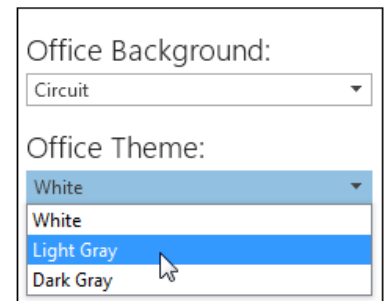 Office Background:
Circuit
Office Theme:
White
White
Light Gray
Dark Gray